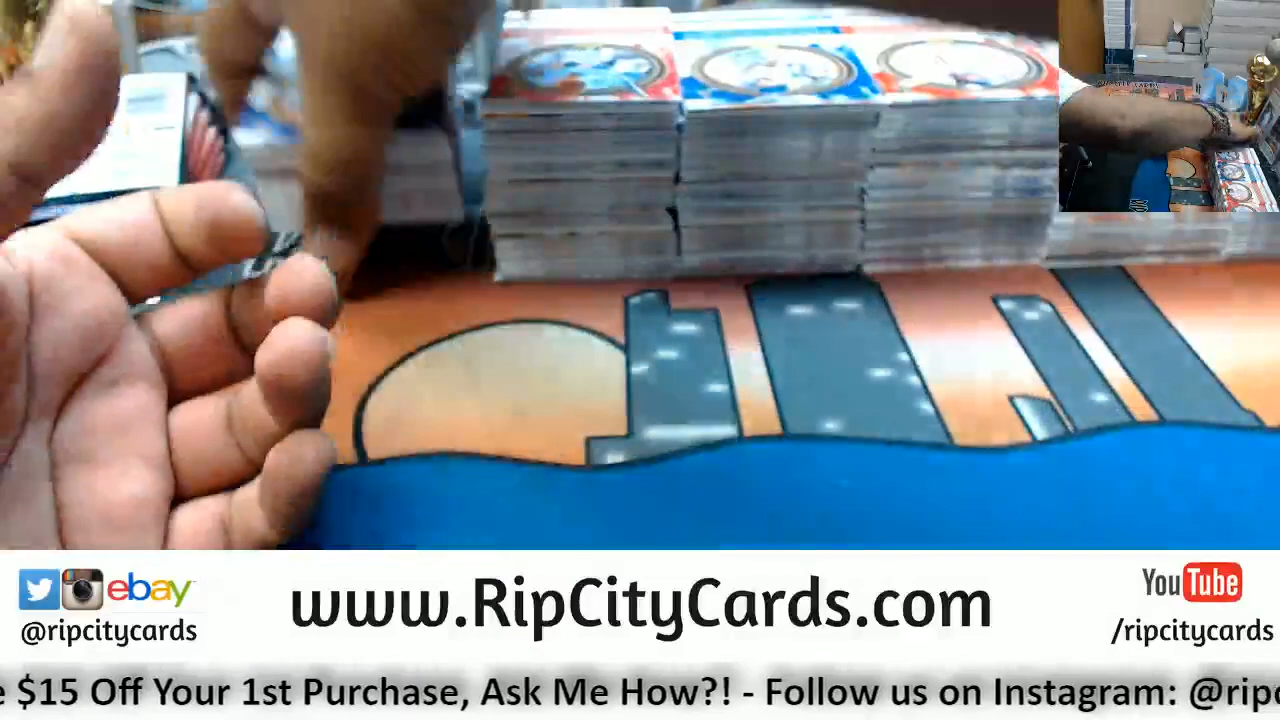 ebay
@ripcitycards
www.RipCityCards.com
YouTube
/ripcitycards
e $15 Off Your 1st Purchase, Ask Me How?! - Follow us on Instagram: @ripc